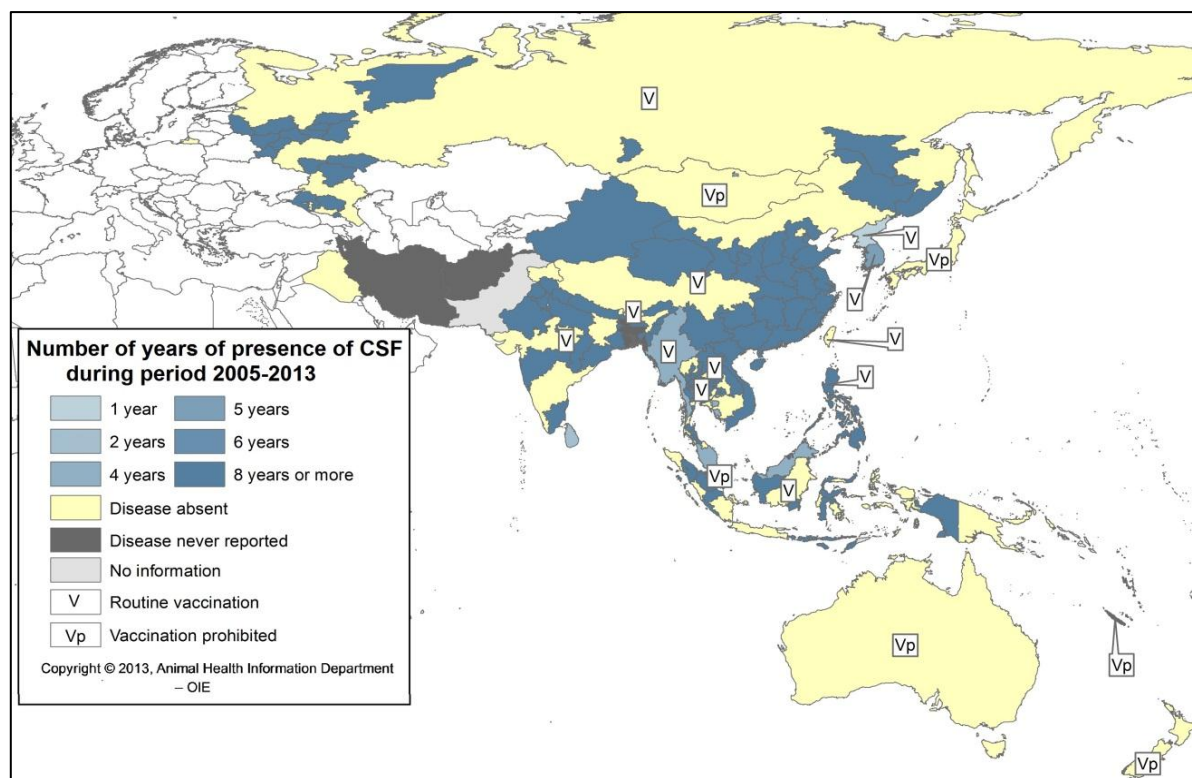 V
Vp
V
Vp
V
V
V
V
V
V
V
V
V
Vp
V
Vp
Vp
Vp
Number of years of presence of CSF
during period 2005-2013
1 year
5 years
2 years
6 years
4 years
8 years or more
Disease absent
Disease never reported
No information
V Routine vaccination
Vp Vaccination prohibited
Copyright © 2013, Animal Health Information Department
– OIE